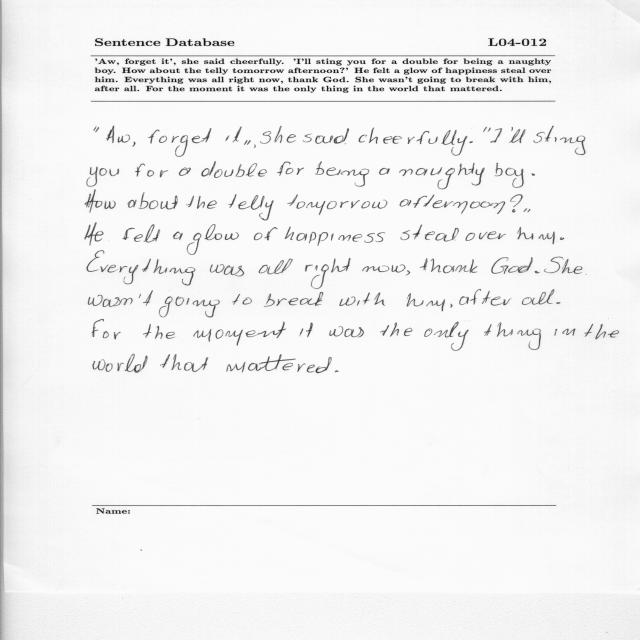 Sentence Database L04-012
'Aw, forget it', she said cheerfully. 'I'll sting you for a double for being a naughty
boy. How about the telly tomorrow afternoon?' He felt a glow of happiness steal over
him. Everything was all right now, thank God. She wasn't going to break with him,
after all. For the moment it was the only thing in the world that mattered.
"Aw, forget it„, she said cheerfully. "I'll sting
you for a double for being a naughty boy.
How about the telly tomorrow afternoon?„
He felt a glow of happiness steal over him.
Everything was all right now, thank God. She
wasn't going to break with him, after all.
For the moment it was the only thing in the
world that mattered.
Name: